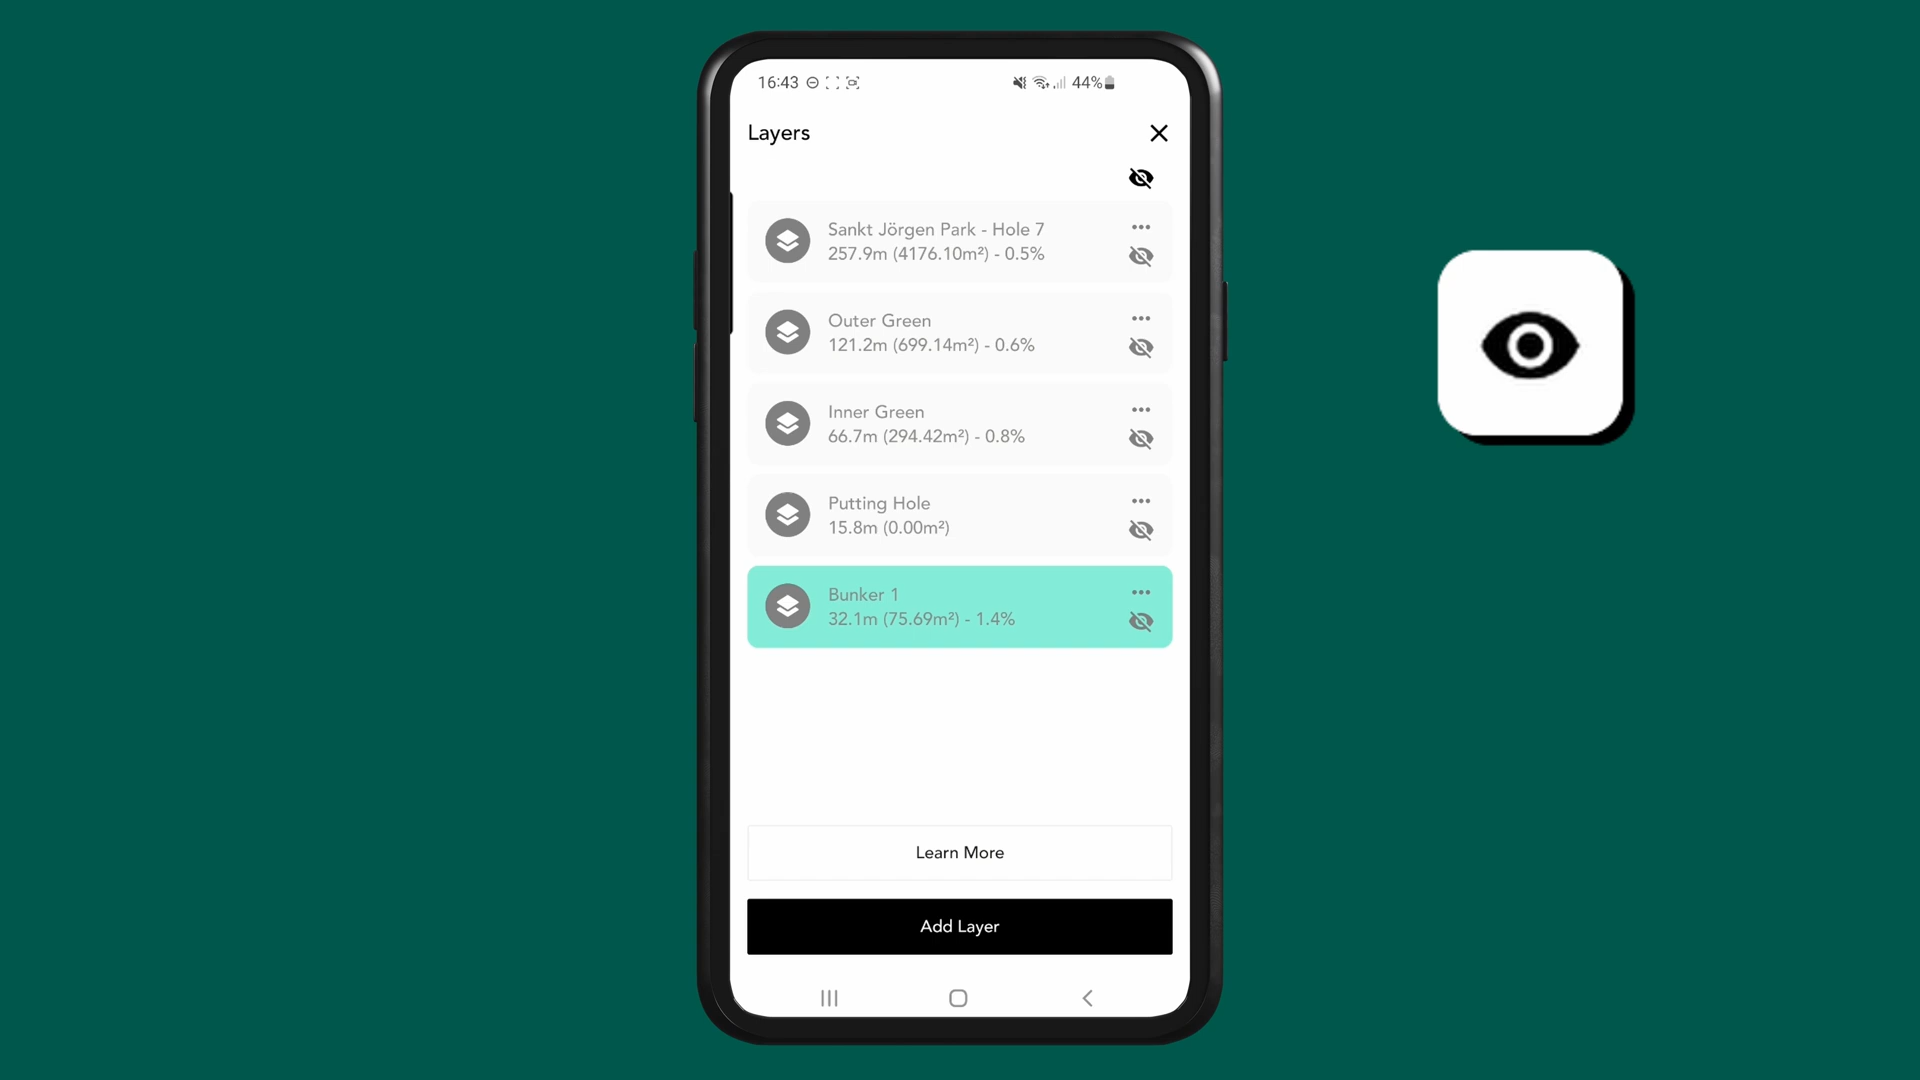 16:43
44%
Layers
Sankt Jörgen Park - Hole 7
257.9m (4176.10m²) - 0.5%
Outer Green
121.2m (699.14m²) - 0.6%
Inner Green
66.7m (294.42m²) - 0.8%
Putting Hole
15.8m (0.00m²)
Bunker 1
32.1m (75.69m²) - 1.4%
Learn More
Add Layer